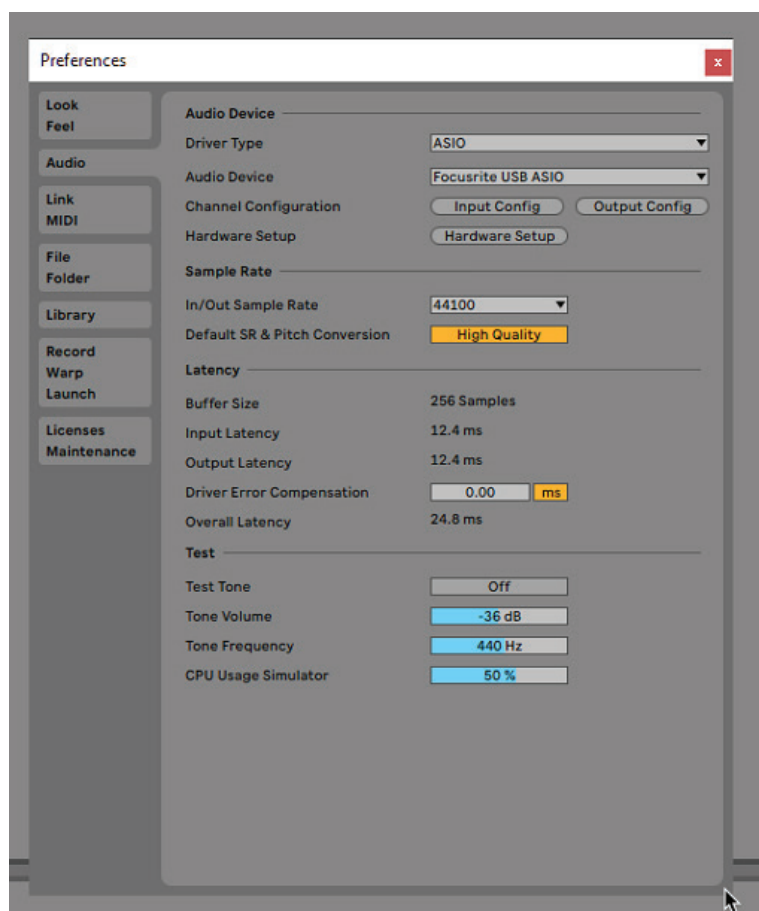 Preferences
x
Look
Feel
Audio
Link
MIDI
File
Folder
Library
Record
Warp
Launch
Licenses
Maintenance
Audio Device
Driver Type ASIO
Audio Device Focusrite USB ASIO
Channel Configuration Input Config Output Config
Hardware Setup Hardware Setup
Sample Rate
In/Out Sample Rate 44100
Default SR & Pitch Conversion High Quality
Latency
Buffer Size 256 Samples
Input Latency 12.4 ms
Output Latency 12.4 ms
Driver Error Compensation 0.00 ms
Overall Latency 24.8 ms
Test
Test Tone Off
Tone Volume -36 dB
Tone Frequency 440 Hz
CPU Usage Simulator 50 %